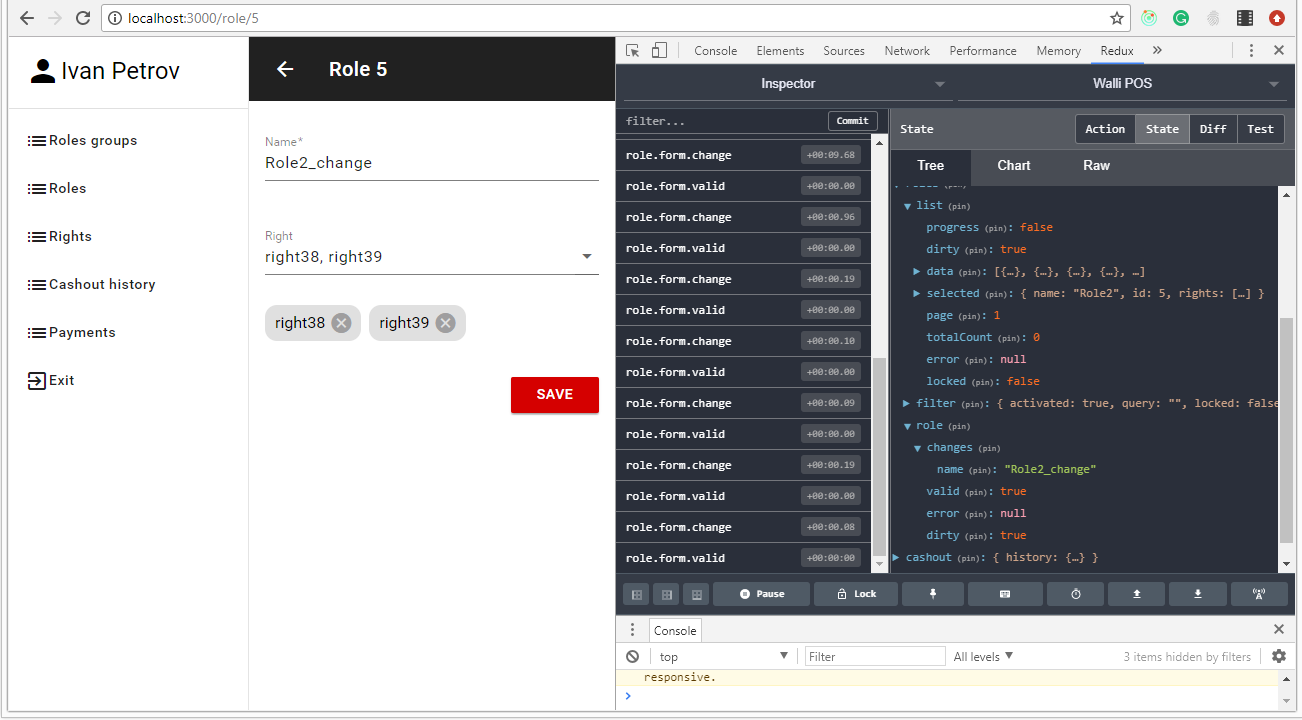 localhost:3000/role/5
Ivan Petrov
Roles groups
Roles
Rights
Cashout history
Payments
Exit
Role 5
Name*
Role2_change
Right
right38, right39
right38
right39
SAVE
Console Elements Sources Network Performance Memory Redux »
Inspector Walli POS
filter... Commit
role.form.change +00:09.68
role.form.valid +00:00.00
role.form.change +00:00.96
role.form.valid +00:00.00
role.form.change +00:00.19
role.form.valid +00:00.00
role.form.change +00:00.10
role.form.valid +00:00.00
role.form.change +00:00.09
role.form.valid +00:00.00
role.form.change +00:00.19
role.form.valid +00:00.00
role.form.change +00:00.08
role.form.valid +00:00:00
State Action State Diff Test
Tree Chart Raw
list (pin)
progress (pin): false
dirty (pin): true
data (pin): [{…}, {…}, {…}, {…}, …]
selected (pin): { name: "Role2", id: 5, rights: […] }
page (pin): 1
totalCount (pin): 0
error (pin): null
locked (pin): false
filter (pin): { activated: true, query: "", locked: false
role (pin)
changes (pin)
name (pin): "Role2_change"
valid (pin): true
error (pin): null
dirty (pin): true
cashout (pin): { history: {…} }
Pause Lock
Console
top Filter All levels 3 items hidden by filters
responsive.